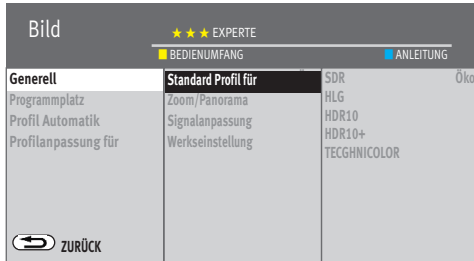 Bild
★ ★ ★ EXPERTE
BEDIENUMFANG
ANLEITUNG
Generell
Programmplatz
Profil Automatik
Profilanpassung für
ZURÜCK
Standard Profil für
Zoom/Panorama
Signalanpassung
Werkseinstellung
SDR
HLG
HDR10
HDR10+
TECGHNICOLOR
Öko